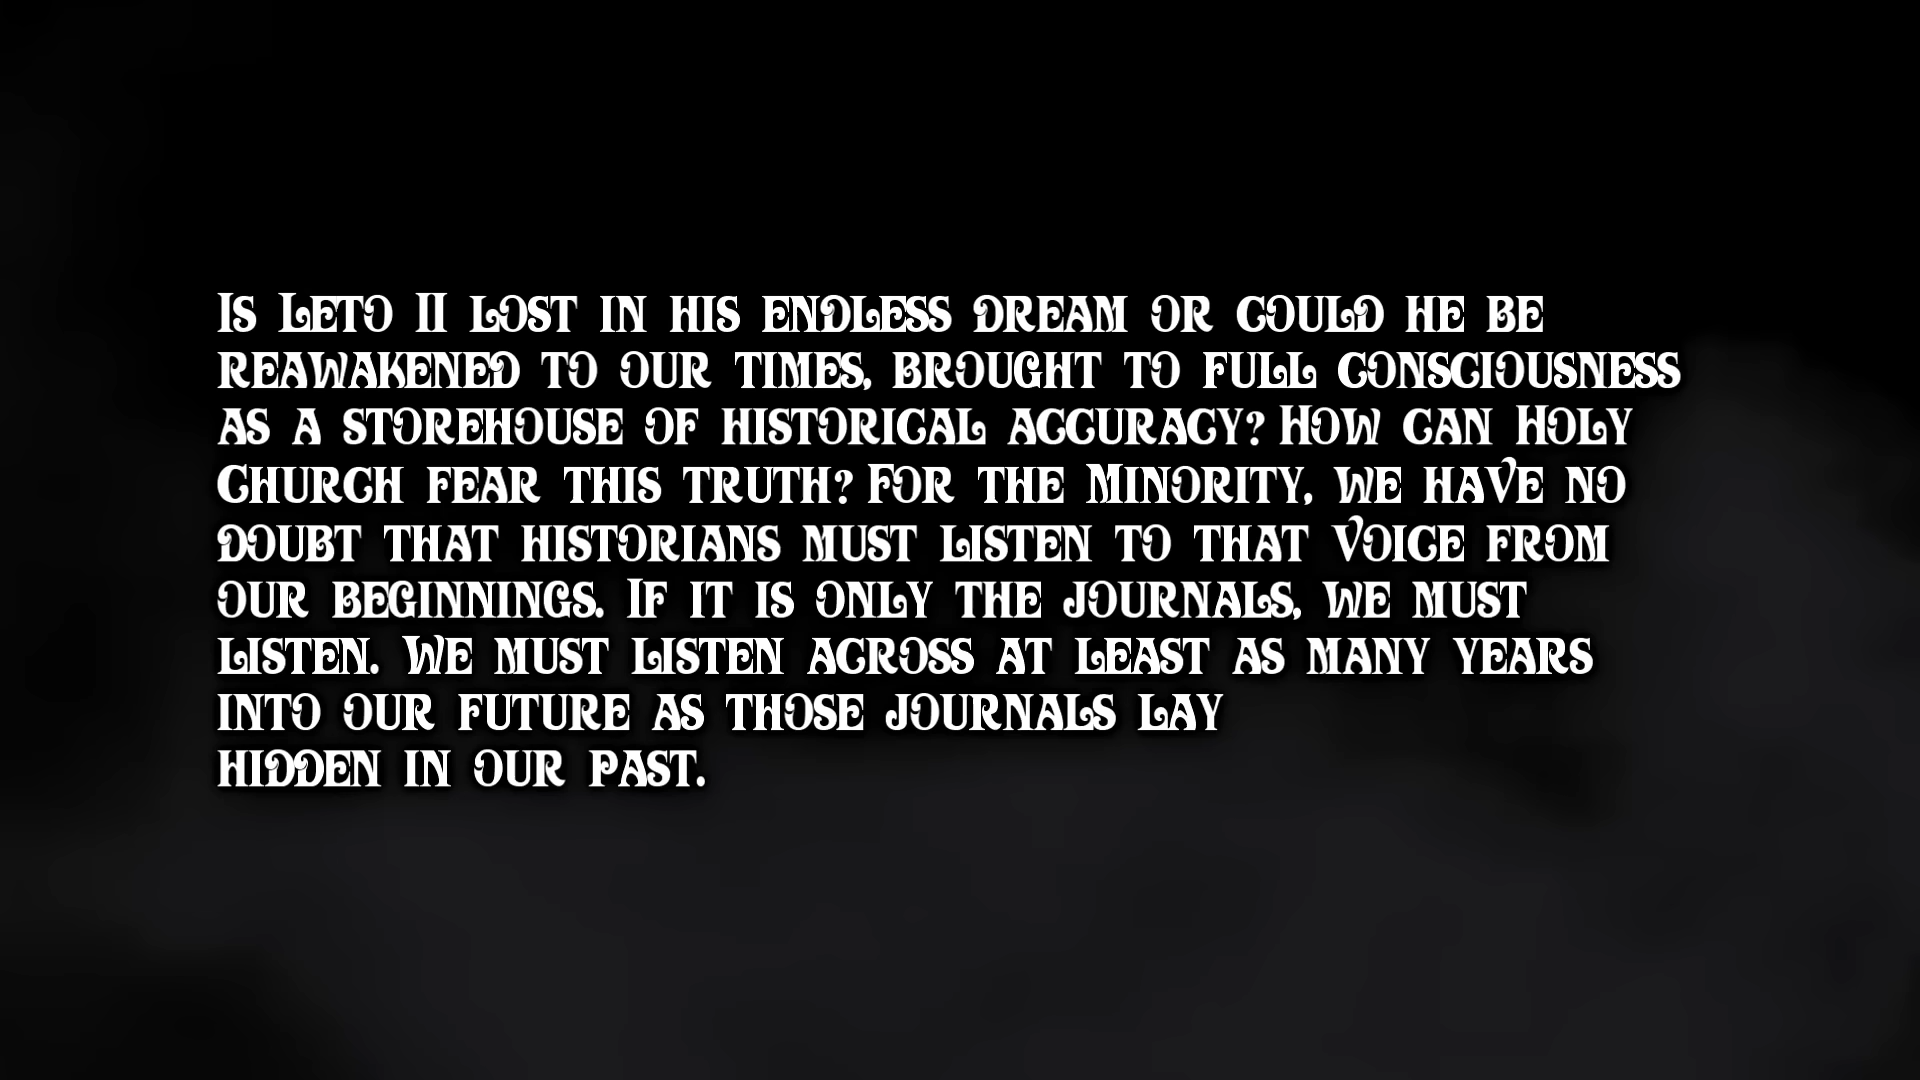 Is Leto II lost in his endless dream or could he be
reawakened to our times, brought to full consciousness
as a storehouse of historical accuracy? How can Holy
Church fear this truth? For the Minority, we have no
doubt that historians must listen to that voice from
our beginnings. If it is only the journals, we must
listen. We must listen across at least as many years
into our future as those journals lay
hidden in our past.